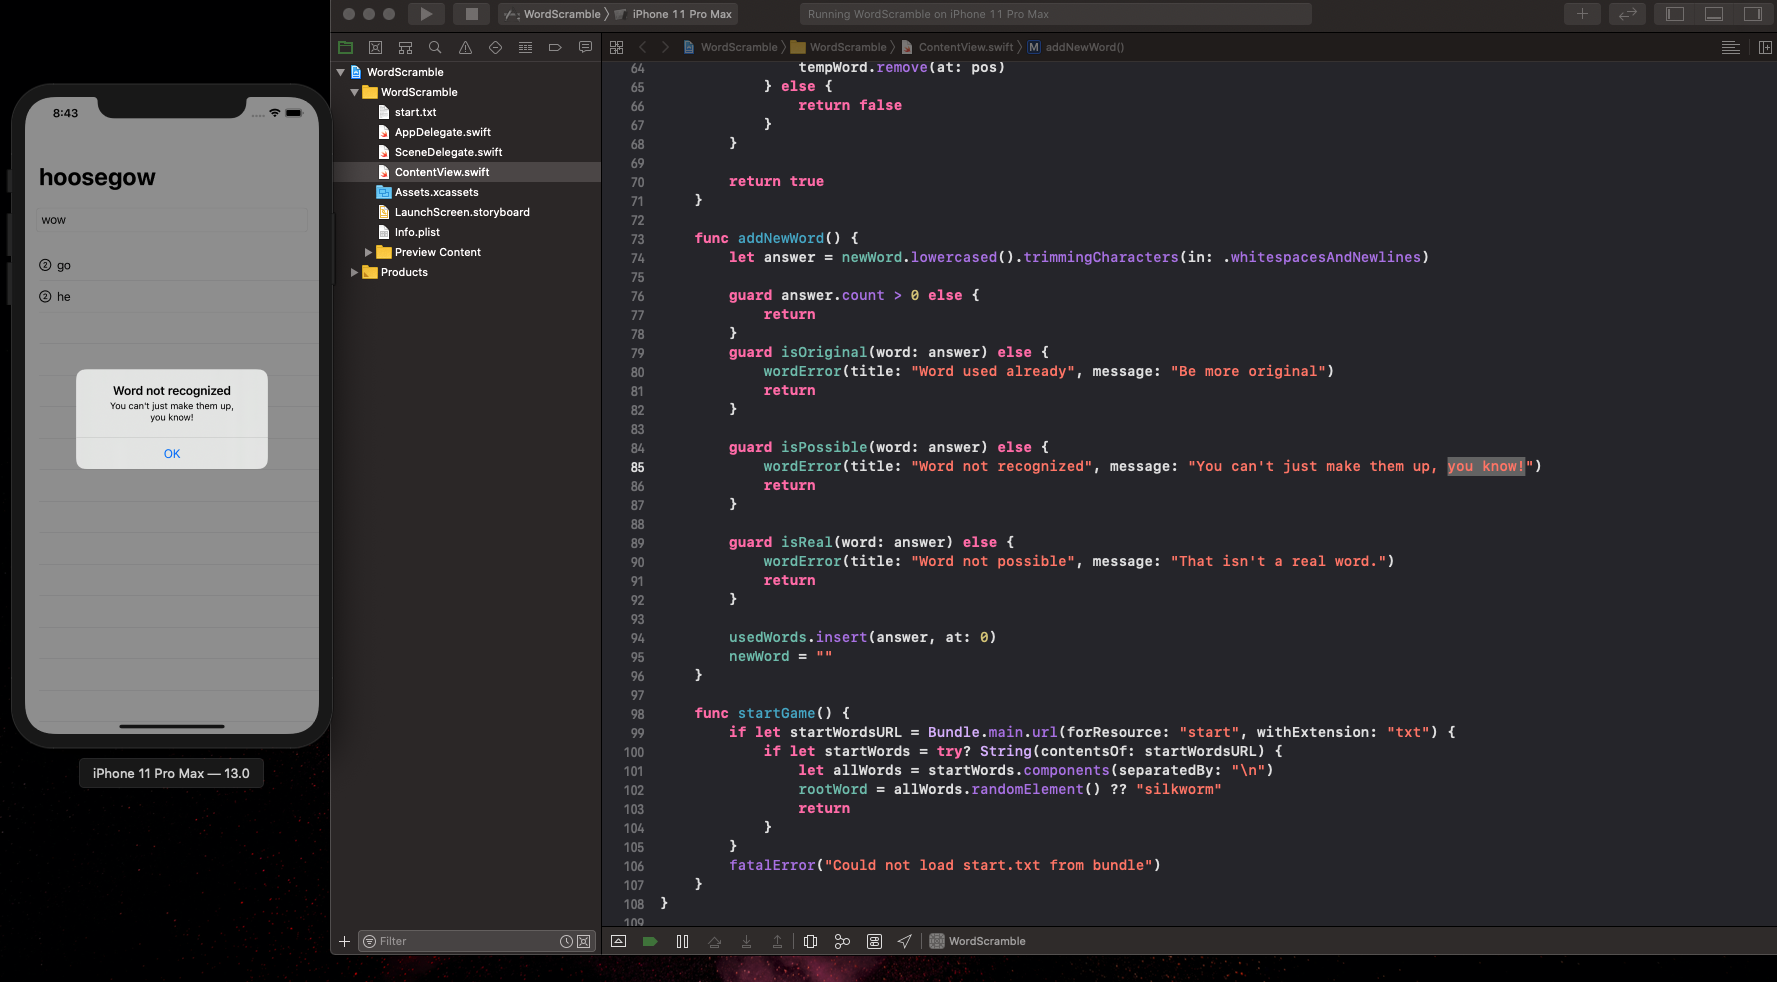 WordScramble
iPhone 11 Pro Max
Running WordScramble on iPhone 11 Pro Max
WordScramble
WordScramble
ContentView.swift
M addNewWord()
8:43
hoosegow
wow
2 go
2 he
Word not recognized
You can't just make them up,
you know!
OK
iPhone 11 Pro Max — 13.0
WordScramble
WordScramble
start.txt
AppDelegate.swift
SceneDelegate.swift
ContentView.swift
Assets.xcassets
LaunchScreen.storyboard
Info.plist
Preview Content
Products
Filter
64 tempWord.remove(at: pos)
65 } else {
66 return false
67 }
68 }
69
70 return true
71 }
72
73 func addNewWord() {
74 let answer = newWord.lowercased().trimmingCharacters(in: .whitespacesAndNewlines)
75
76 guard answer.count > 0 else {
77 return
78 }
79 guard isOriginal(word: answer) else {
80 wordError(title: "Word used already", message: "Be more original")
81 return
82 }
83
84 guard isPossible(word: answer) else {
85 wordError(title: "Word not recognized", message: "You can't just make them up, you know!")
86 return
87 }
88
89 guard isReal(word: answer) else {
90 wordError(title: "Word not possible", message: "That isn't a real word.")
91 return
92 }
93
94 usedWords.insert(answer, at: 0)
95 newWord = ""
96 }
97
98 func startGame() {
99 if let startWordsURL = Bundle.main.url(forResource: "start", withExtension: "txt") {
100 if let startWords = try? String(contentsOf: startWordsURL) {
101 let allWords = startWords.components(separatedBy: "\n")
102 rootWord = allWords.randomElement() ?? "silkworm"
103 return
104 }
105 }
106 fatalError("Could not load start.txt from bundle")
107 }
108 }
109
WordScramble